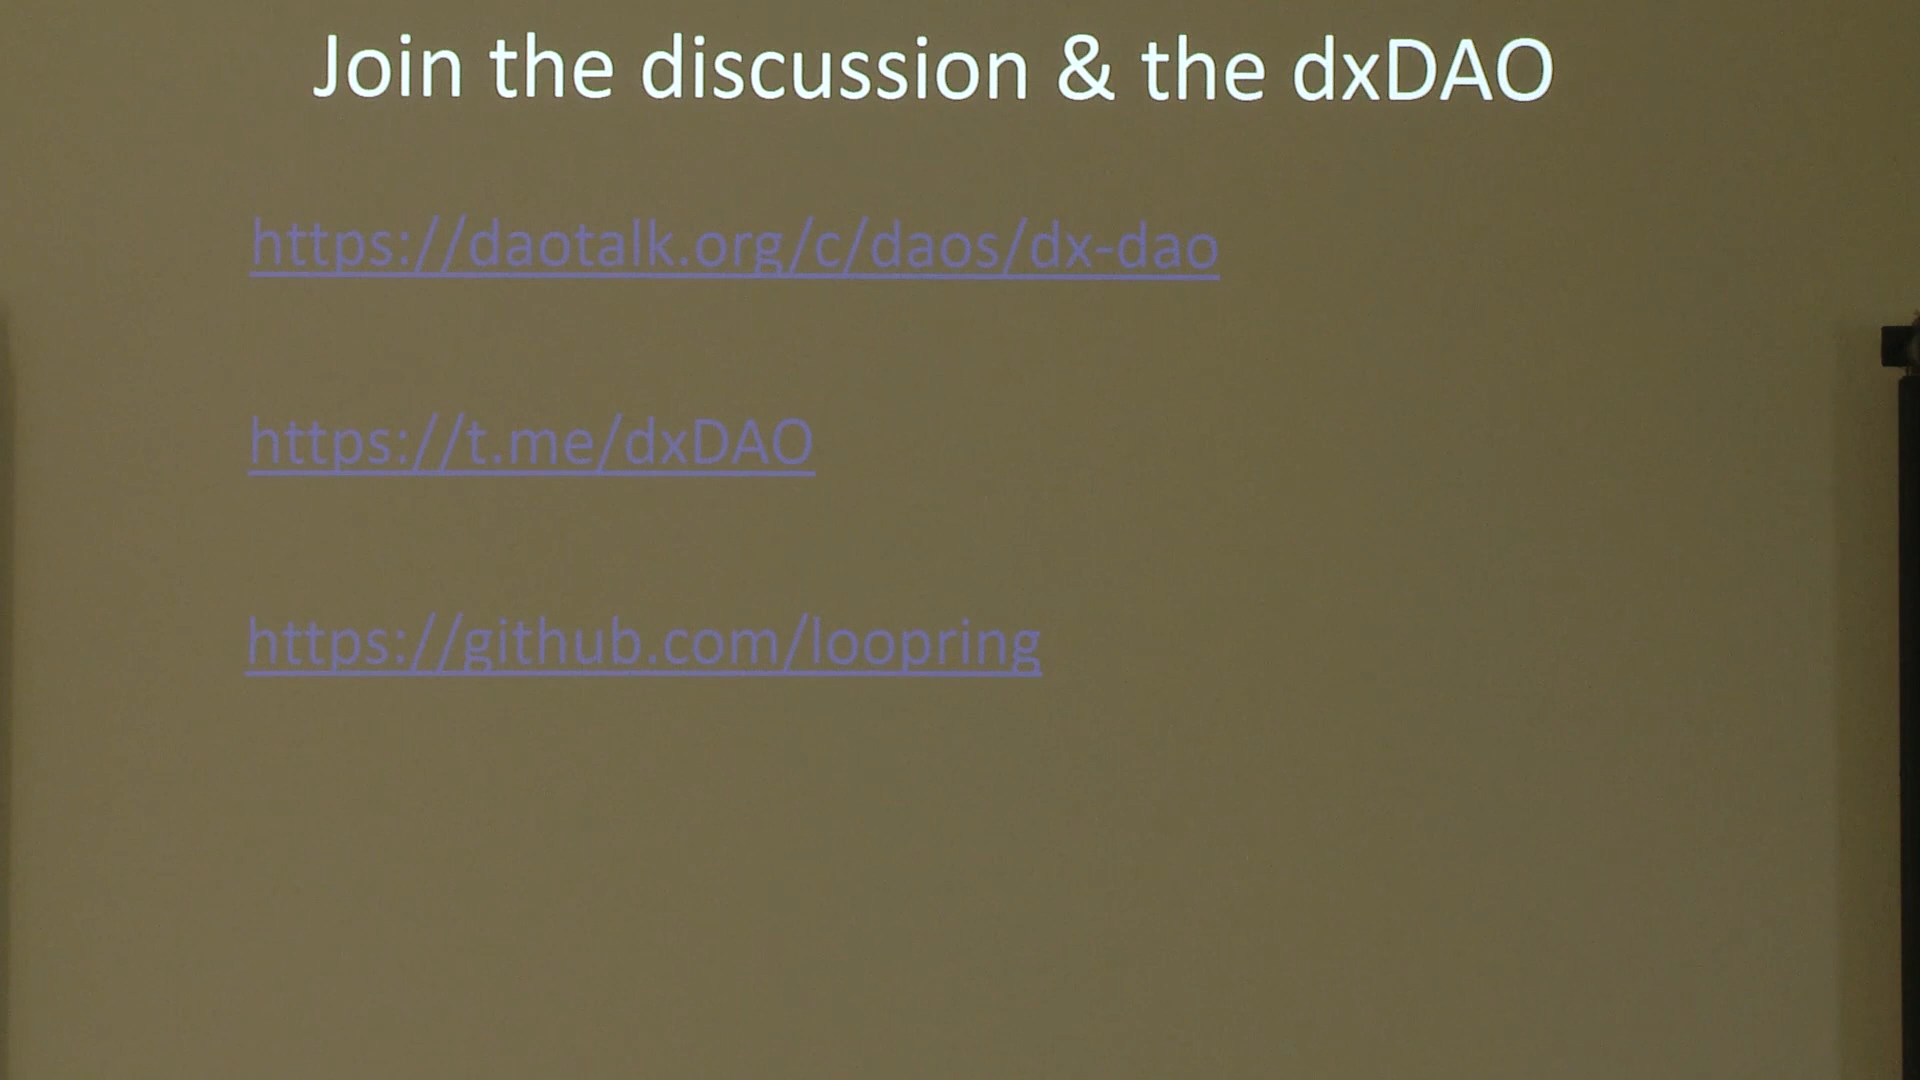 Join the discussion & the dxDAO
https://daotalk.org/c/daos/dx-dao
https://t.me/dxDAO
https://github.com/loopring